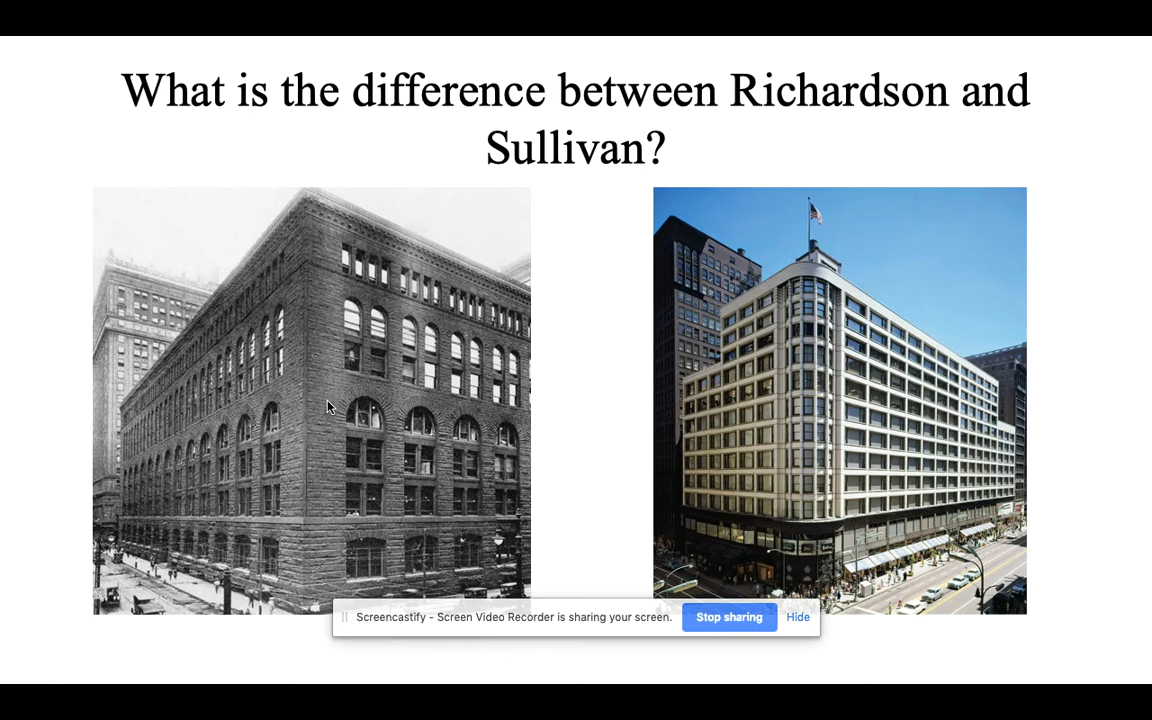 What is the difference between Richardson and
Sullivan?
Screencastify - Screen Video Recorder is sharing your screen.
Stop sharing
Hide